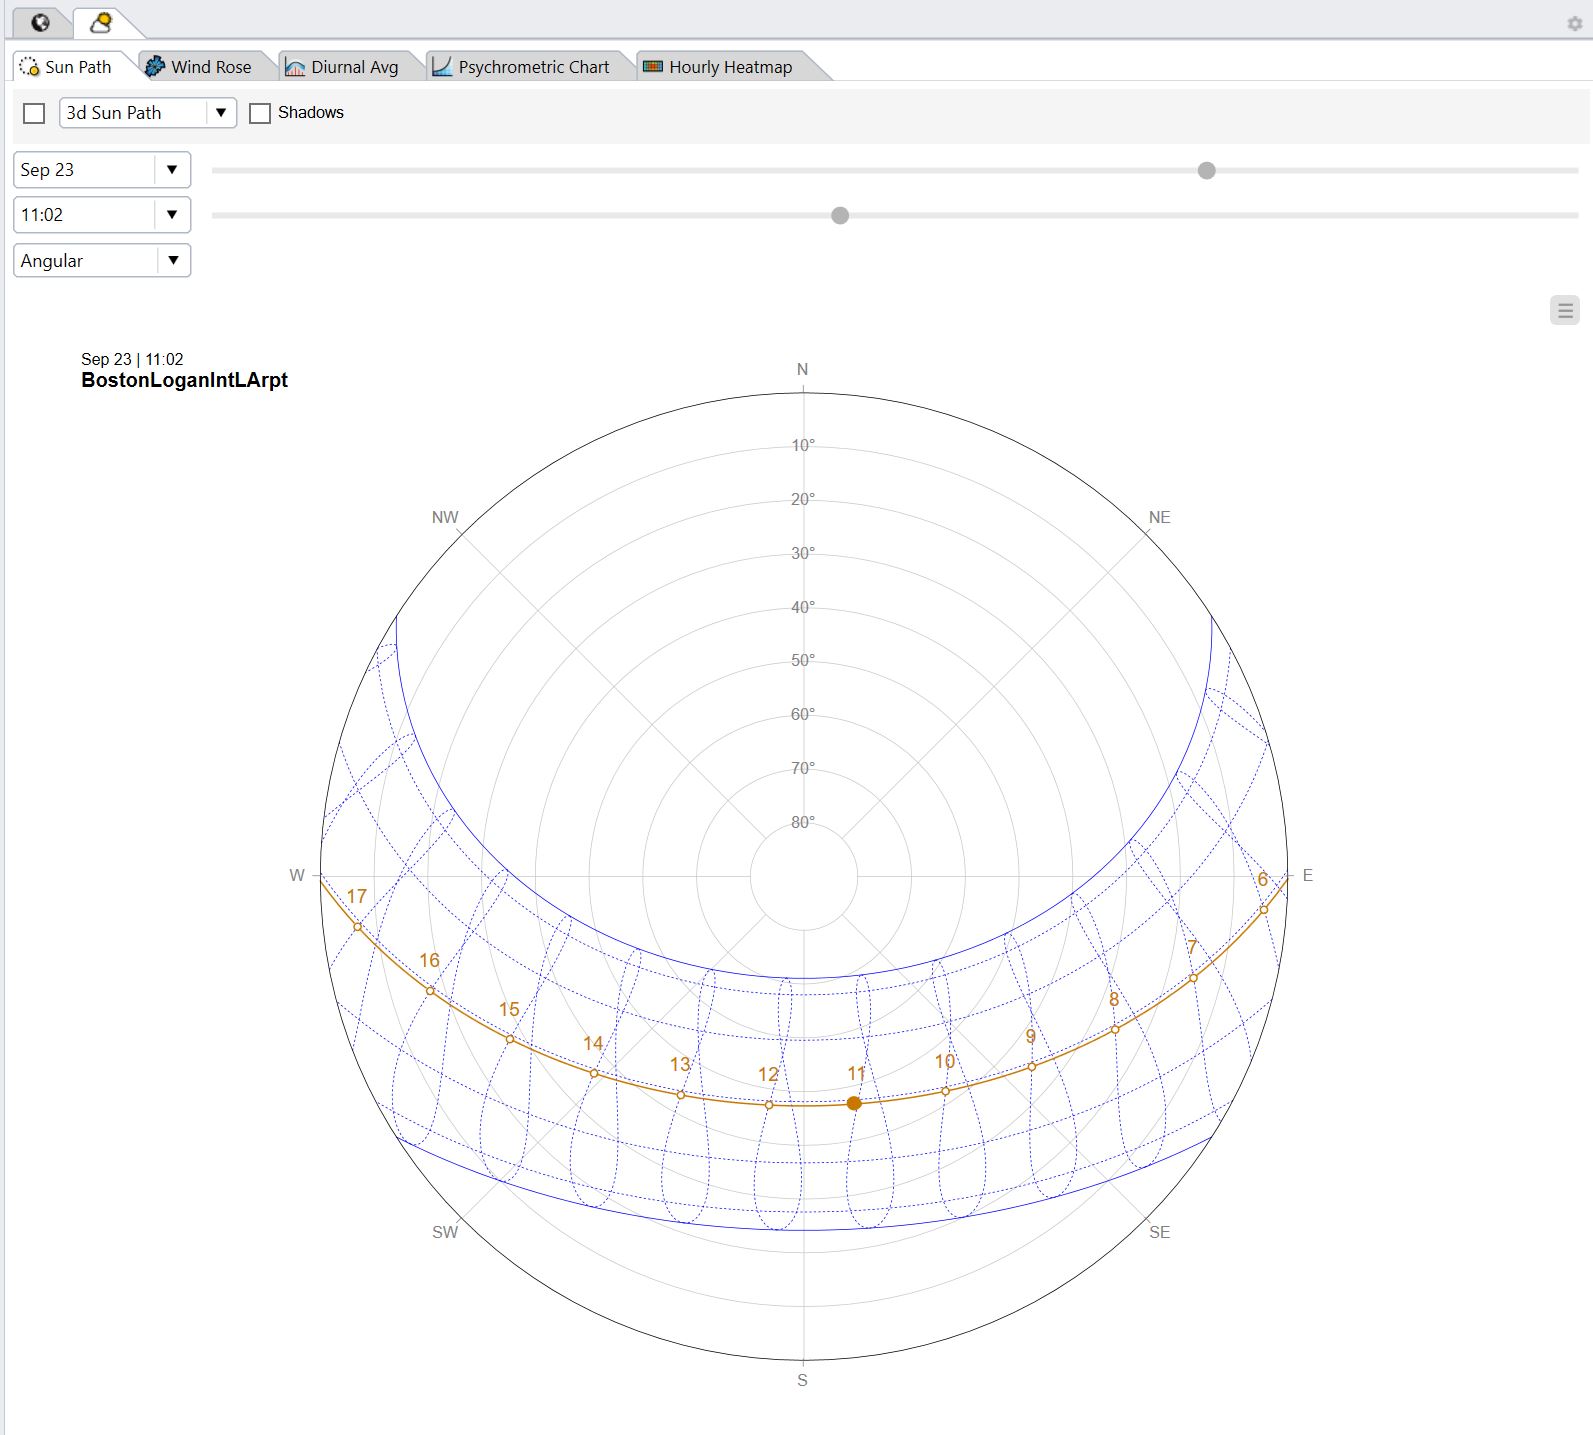 Sun Path
Wind Rose
Diurnal Avg
Psychrometric Chart
Hourly Heatmap
3d Sun Path
Shadows
Sep 23
11:02
Angular
Sep 23 | 11:02
BostonLoganIntLArpt
N
10°
20°
NW
NE
30°
40°
50°
60°
70°
80°
W
E
6
17
7
16
8
15
9
14
10
13
12
11
SW
SE
S